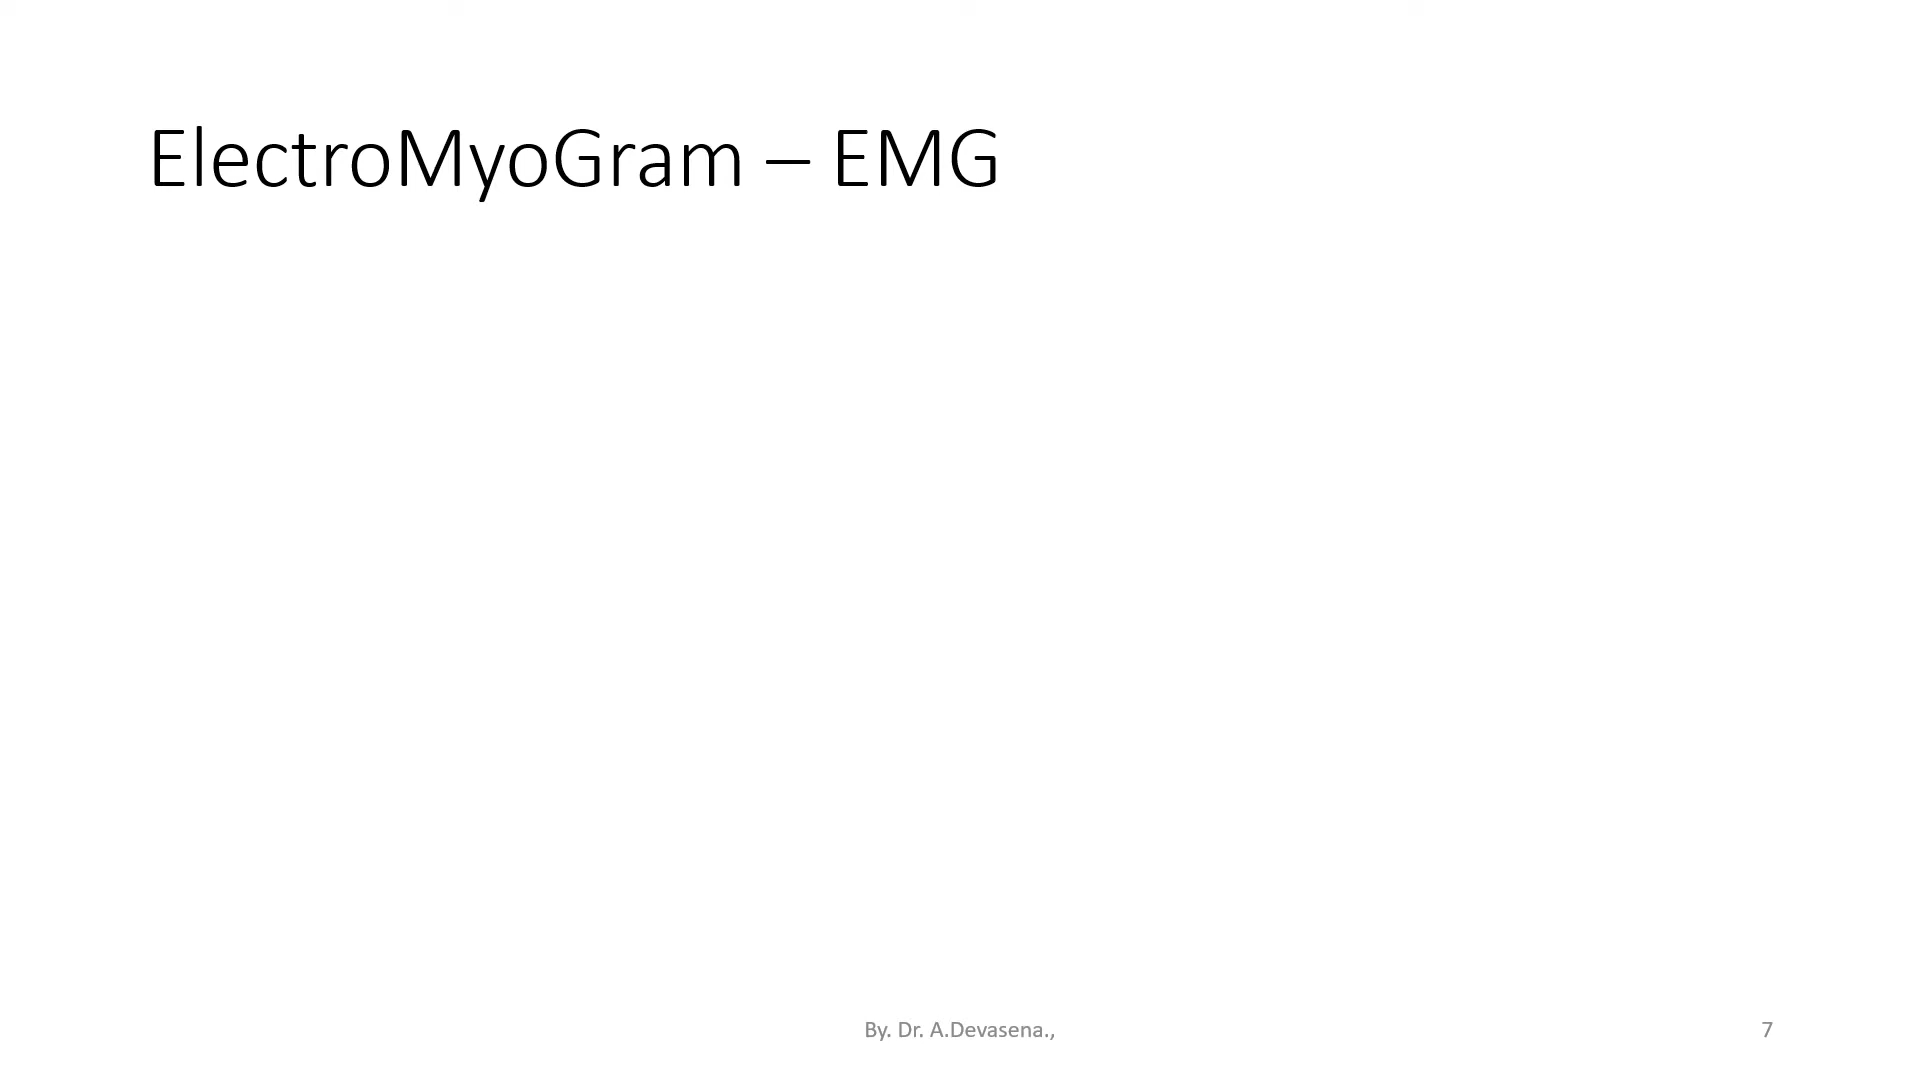 ElectroMyoGram – EMG
By. Dr. A.Devasena.,
7